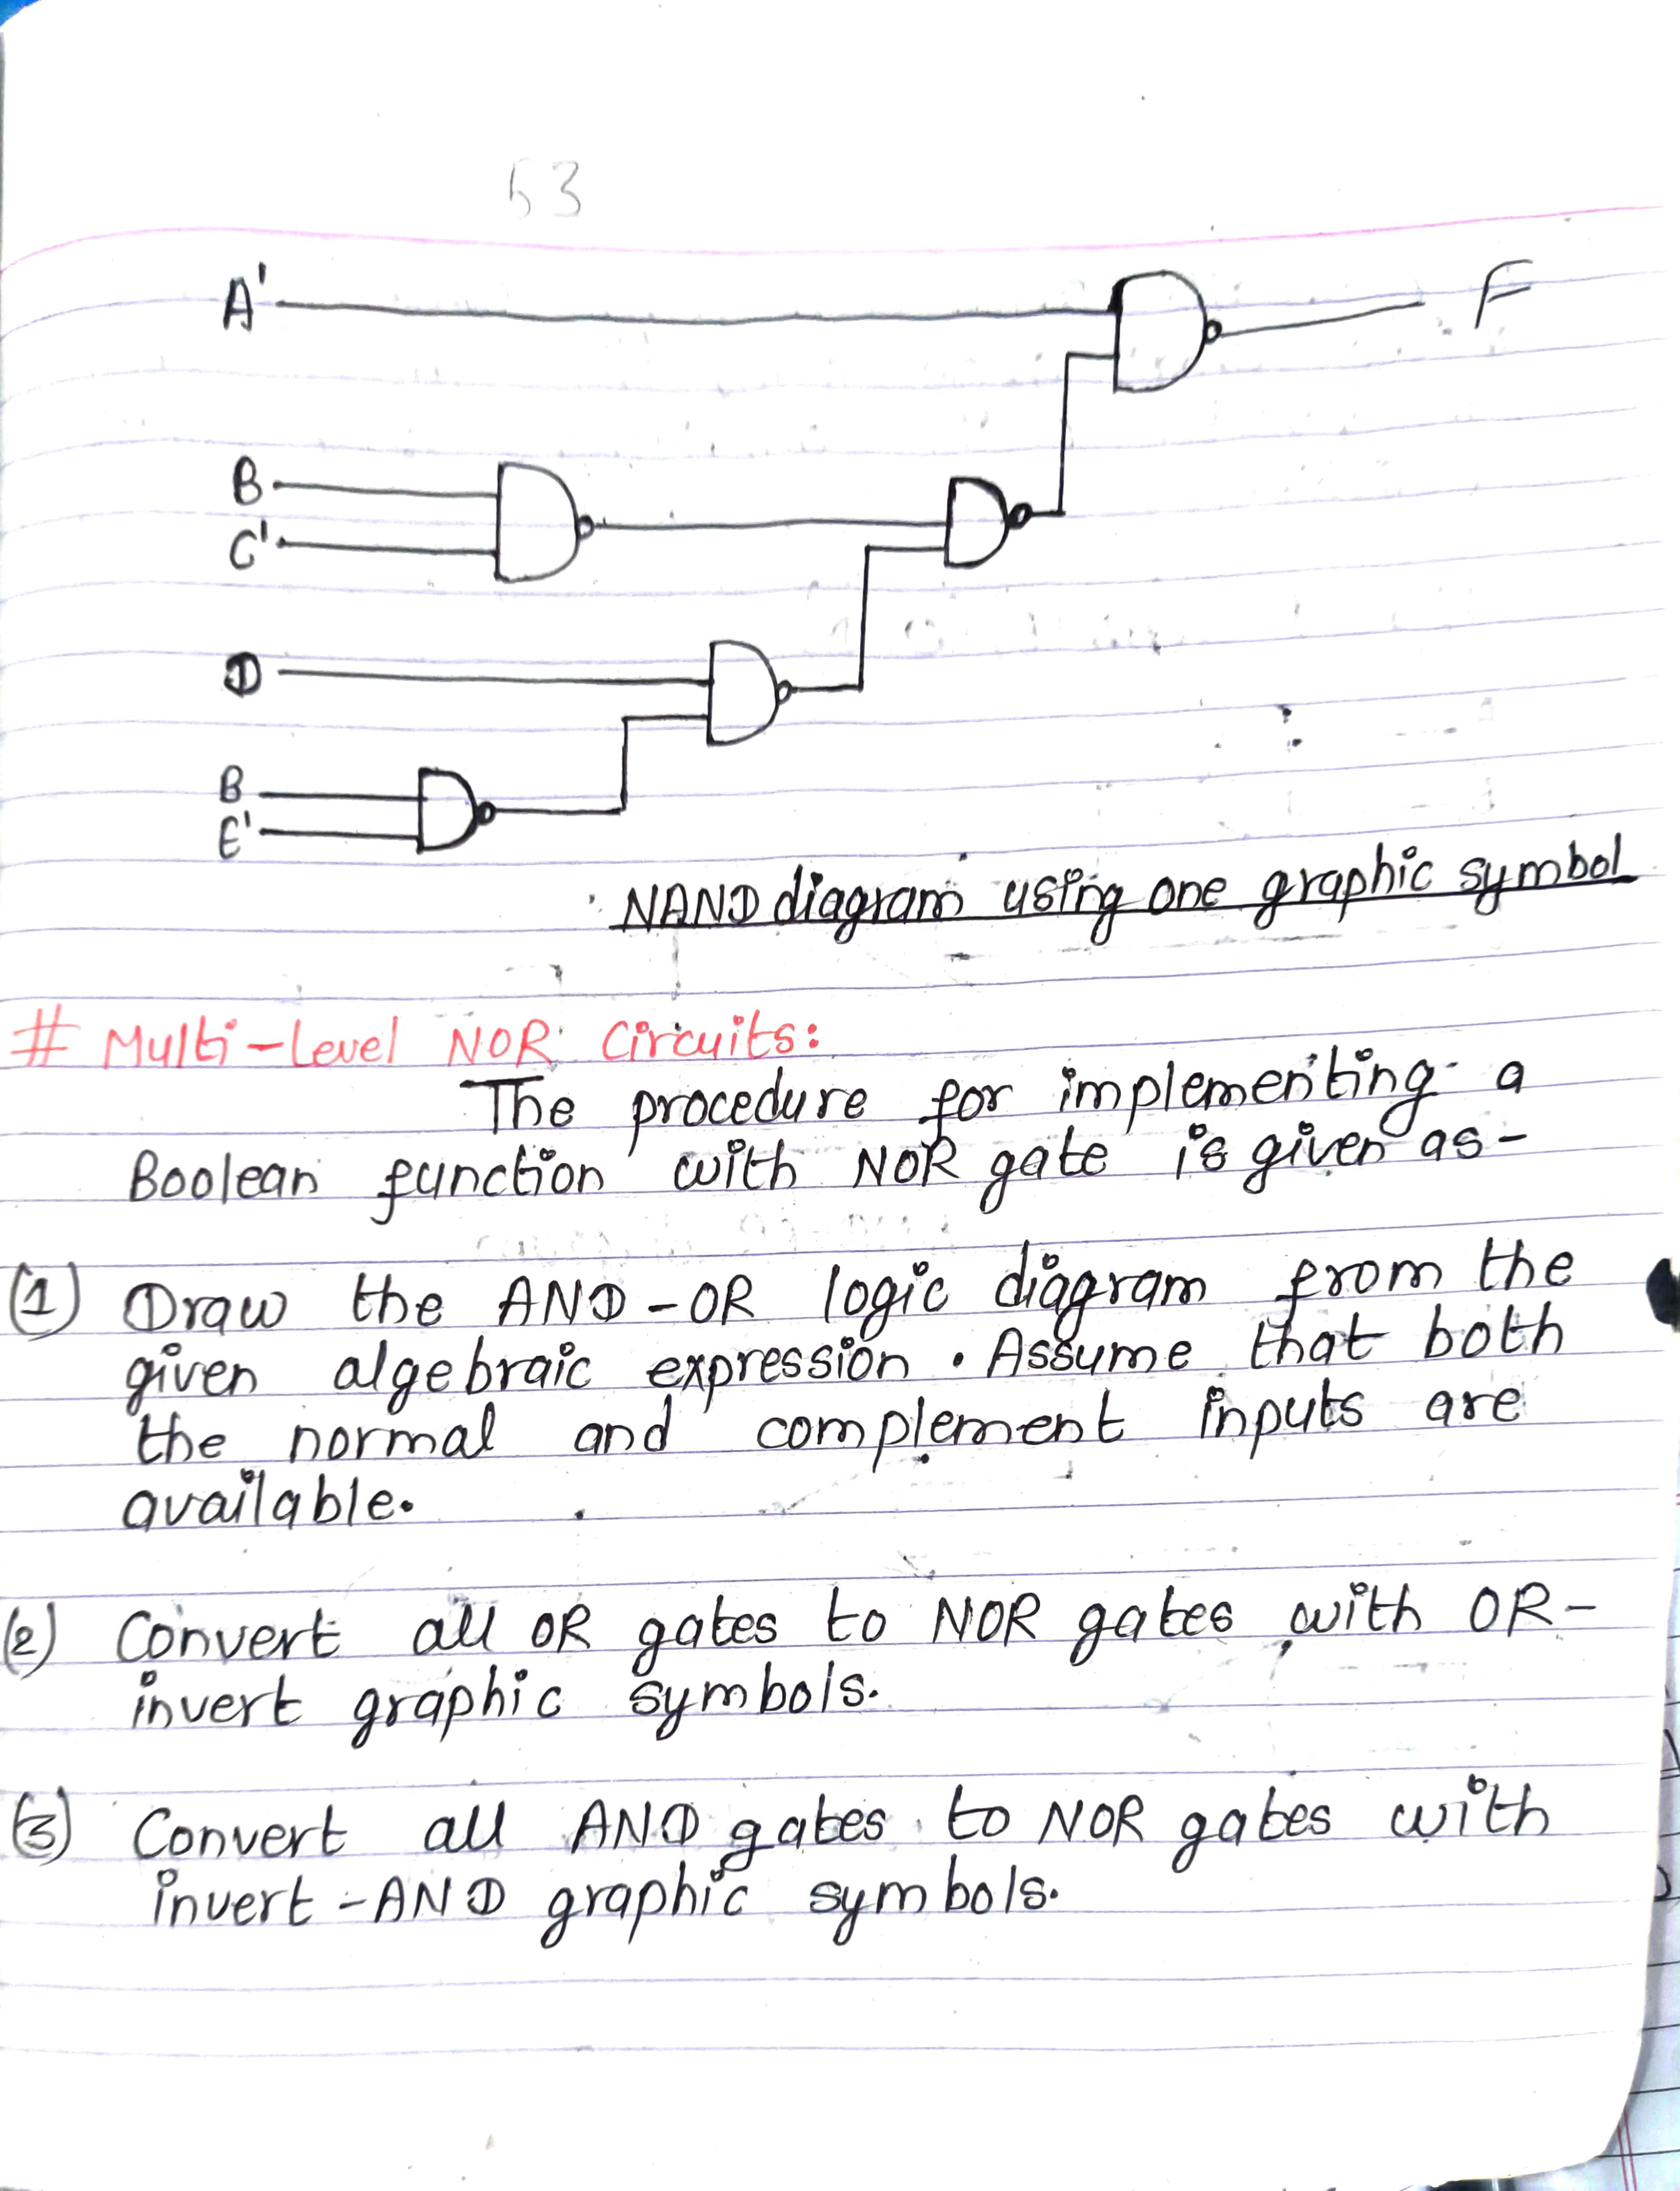 53
A'
F
B
C'
D
B
E'
NAND diagram using one graphic symbol
# Multi-Level NOR Circuits:
The procedure for implementing a
Boolean function with NOR gate is given as-
(1) Draw the AND-OR logic diagram from the
given algebraic expression. Assume that both
the normal and complement inputs are
available.
(2) Convert all OR gates to NOR gates with OR-
invert graphic symbols.
(3) Convert all AND gates to NOR gates with
invert-AND graphic symbols.